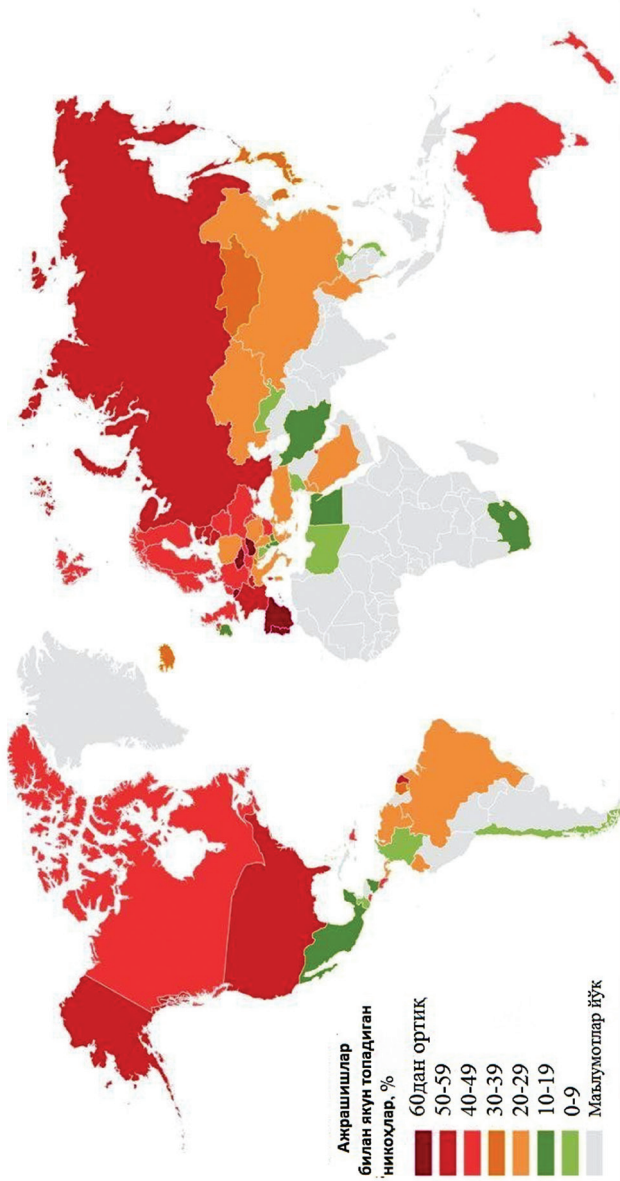 Ажрашишлар
билан якун топадиган
никоҳлар, %
60дан ортиқ
50-59
40-49
30-39
20-29
10-19
0-9
Маълумотлар йўқ